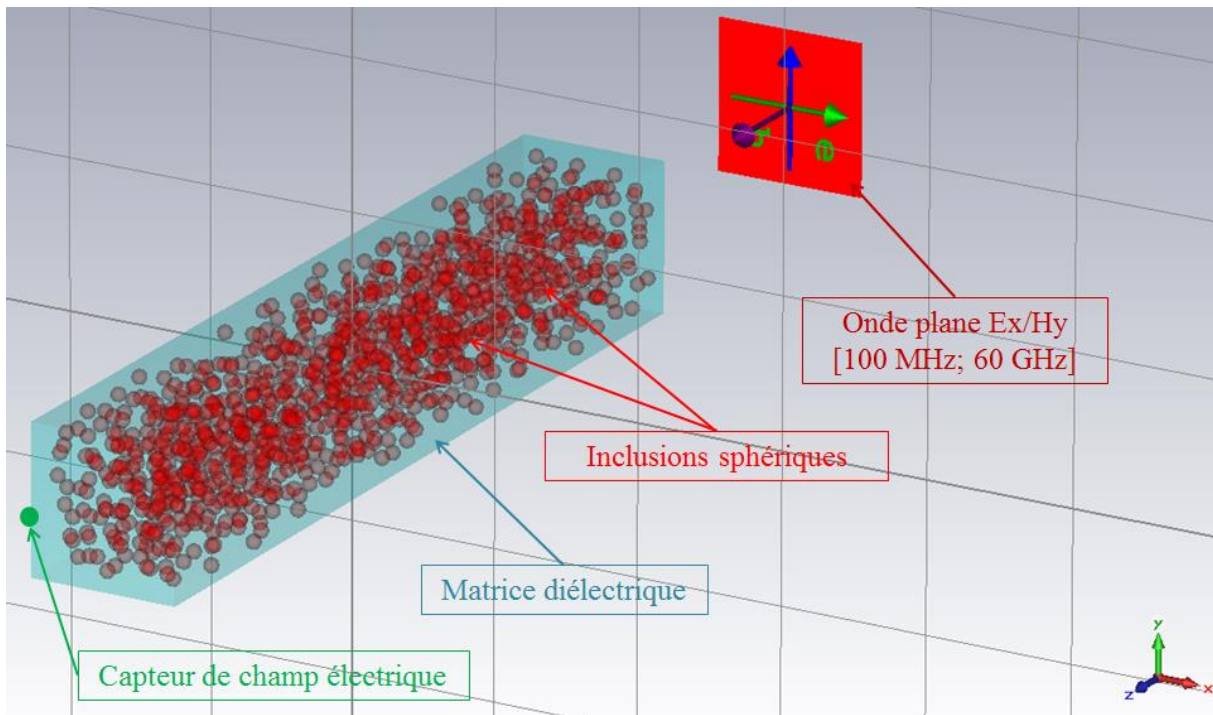 h
e
Onde plane Ex/Hy
[100 MHz; 60 GHz]
Inclusions sphériques
Matrice diélectrique
Capteur de champ électrique
y
z
x